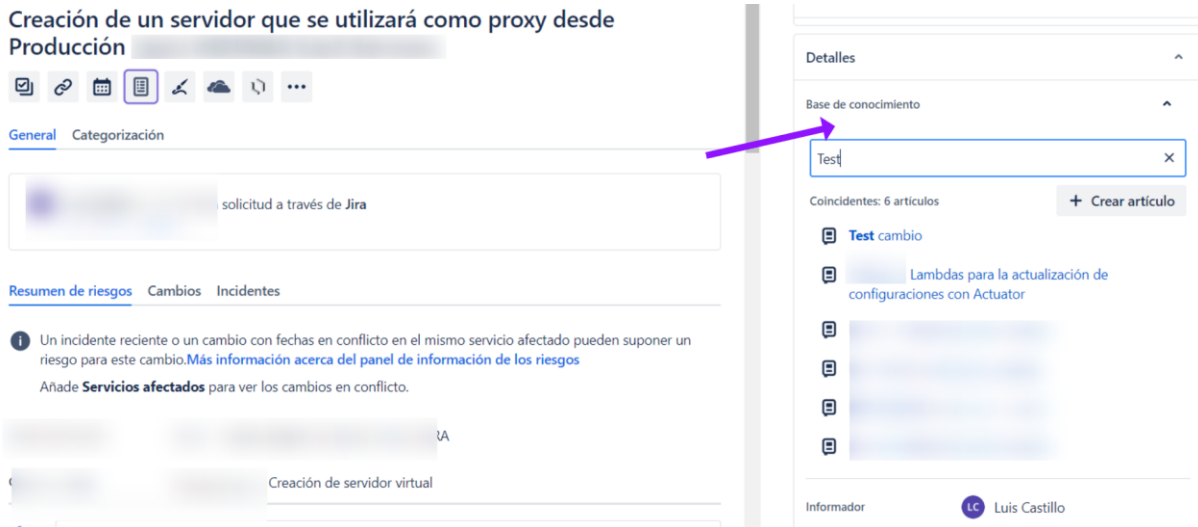 Creación de un servidor que se utilizará como proxy desde
Producción
General Categorización
solicitud a través de Jira
Resumen de riesgos Cambios Incidentes
Un incidente reciente o un cambio con fechas en conflicto en el mismo servicio afectado pueden suponer un
riesgo para este cambio.Más información acerca del panel de información de los riesgos
Añade Servicios afectados para ver los cambios en conflicto.
Creación de servidor virtual
Detalles
Base de conocimiento
Test
Coincidentes: 6 artículos
+ Crear artículo
Test cambio
Lambdas para la actualización de
configuraciones con Actuator
Informador
LC Luis Castillo